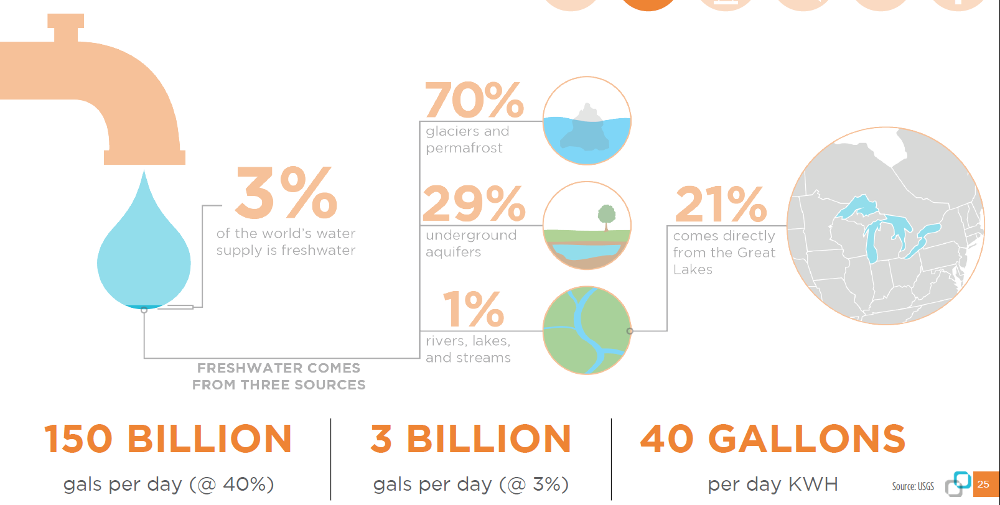 3%
of the world's water
supply is freshwater
FRESHWATER COMES
FROM THREE SOURCES
70%
glaciers and
permafrost
29%
underground
aquifers
1%
rivers, lakes,
and streams
21%
comes directly
from the Great
Lakes
150 BILLION
gals per day (@ 40%)
3 BILLION
gals per day (@ 3%)
40 GALLONS
per day KWH
Source: USGS
25